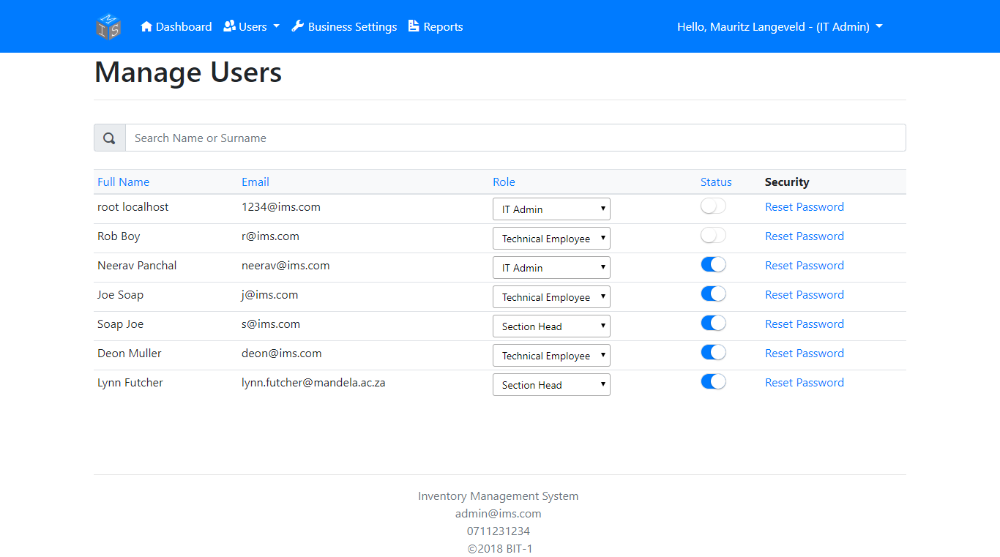 M I S Dashboard Users Business Settings Reports Hello, Mauritz Langeveld - (IT Admin)
Manage Users
Search Name or Surname
Full Name Email Role Status Security
root localhost 1234@ims.com IT Admin Reset Password
Rob Boy r@ims.com Technical Employee Reset Password
Neerav Panchal neerav@ims.com IT Admin Reset Password
Joe Soap j@ims.com Technical Employee Reset Password
Soap Joe s@ims.com Section Head Reset Password
Deon Muller deon@ims.com Technical Employee Reset Password
Lynn Futcher lynn.futcher@mandela.ac.za Section Head Reset Password
Inventory Management System
admin@ims.com
0711231234
©2018 BIT-1